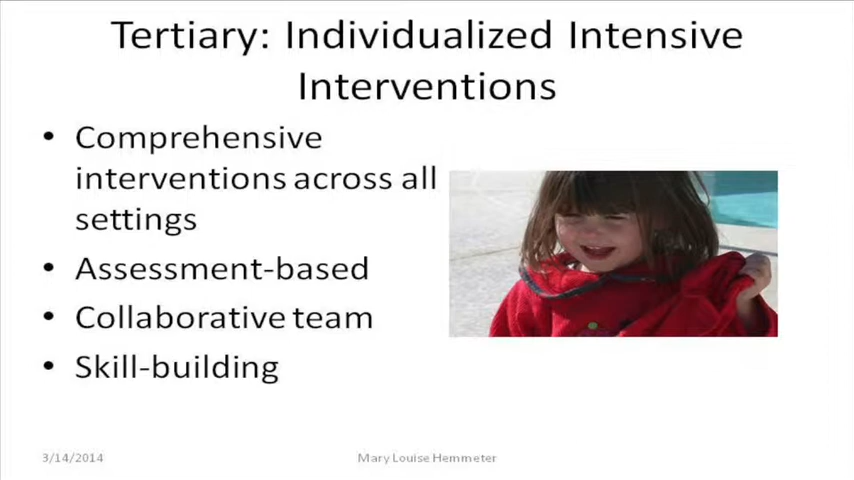 Tertiary: Individualized Intensive
Interventions
• Comprehensive
interventions across all
settings
• Assessment-based
• Collaborative team
• Skill-building
3/14/2014
Mary Louise Hemmeter